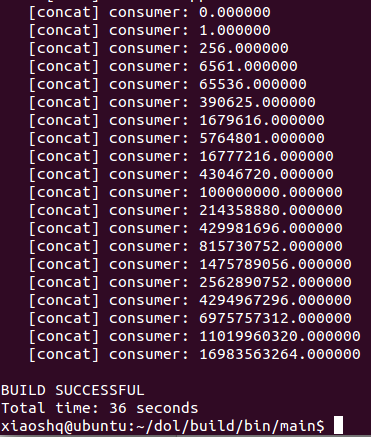 [concat] consumer: 0.000000
[concat] consumer: 1.000000
[concat] consumer: 256.000000
[concat] consumer: 6561.000000
[concat] consumer: 65536.000000
[concat] consumer: 390625.000000
[concat] consumer: 1679616.000000
[concat] consumer: 5764801.000000
[concat] consumer: 16777216.000000
[concat] consumer: 43046720.000000
[concat] consumer: 100000000.000000
[concat] consumer: 214358880.000000
[concat] consumer: 429981696.000000
[concat] consumer: 815730752.000000
[concat] consumer: 1475789056.000000
[concat] consumer: 2562890752.000000
[concat] consumer: 4294967296.000000
[concat] consumer: 6975757312.000000
[concat] consumer: 11019960320.000000
[concat] consumer: 16983563264.000000
BUILD SUCCESSFUL
Total time: 36 seconds
xiaoshq@ubuntu:~/dol/build/bin/main$